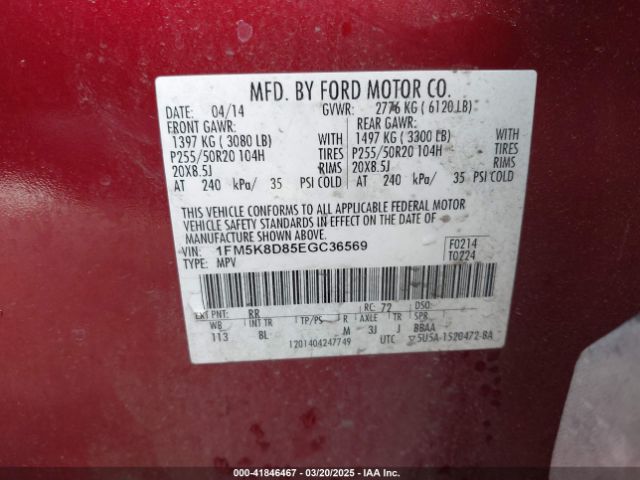 MFD. BY FORD MOTOR CO.
DATE: 04/14 GVWR: 2776 KG ( 6120 LB)
FRONT GAWR: REAR GAWR:
1397 KG ( 3080 LB) WITH 1497 KG ( 3300 LB) WITH
P255/50R20 104H TIRES P255/50R20 104H TIRES
20X8.5J RIMS 20X8.5J RIMS
AT 240 kPa/ 35 PSI COLD AT 240 kPa/ 35 PSI COLD
THIS VEHICLE CONFORMS TO ALL APPLICABLE FEDERAL MOTOR
VEHICLE SAFETY STANDARDS IN EFFECT ON THE DATE OF
MANUFACTURE SHOWN ABOVE.
VIN: 1FM5K8D85EGC36569 F0214
TYPE: MPV T0224
EXT PNT: RR RC: 72
WB INT TR TP/PS R AXLE TR SPR
113 8L M 3J J BBAA
1201404247749 UTC 5U5A-1520472-BA
000-41846467 - 03/20/2025 - IAA Inc.